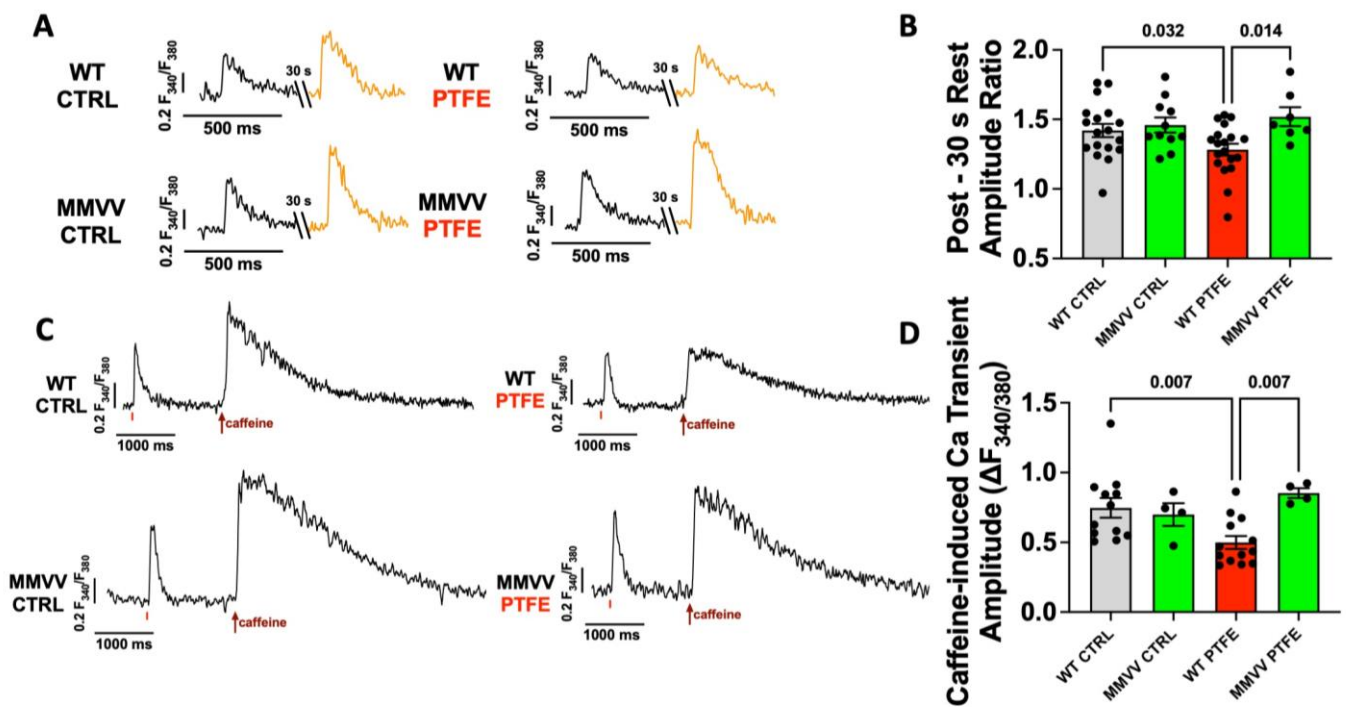 A
WT
CTRL
0.2 F340/F380
30 s
500 ms
WT
PTFE
0.2 F340/F380
30 s
500 ms
MMVV
CTRL
0.2 F340/F380
30 s
500 ms
MMVV
PTFE
0.2 F340/F380
30 s
500 ms
B
Post - 30 s Rest
Amplitude Ratio
0.032
0.014
2.0
1.5
1.0
0.5
WT CTRL
MMVV CTRL
WT PTFE
MMVV PTFE
C
WT
CTRL
0.2 F340/F380
caffeine
1000 ms
WT
PTFE
0.2 F340/F380
caffeine
1000 ms
MMVV
CTRL
0.2 F340/F380
caffeine
1000 ms
MMVV
PTFE
0.2 F340/F380
caffeine
1000 ms
D
Caffeine-induced Ca Transient
Amplitude (ΔF340/380)
0.007
0.007
1.5
1.0
0.5
0.0
WT CTRL
MMVV CTRL
WT PTFE
MMVV PTFE